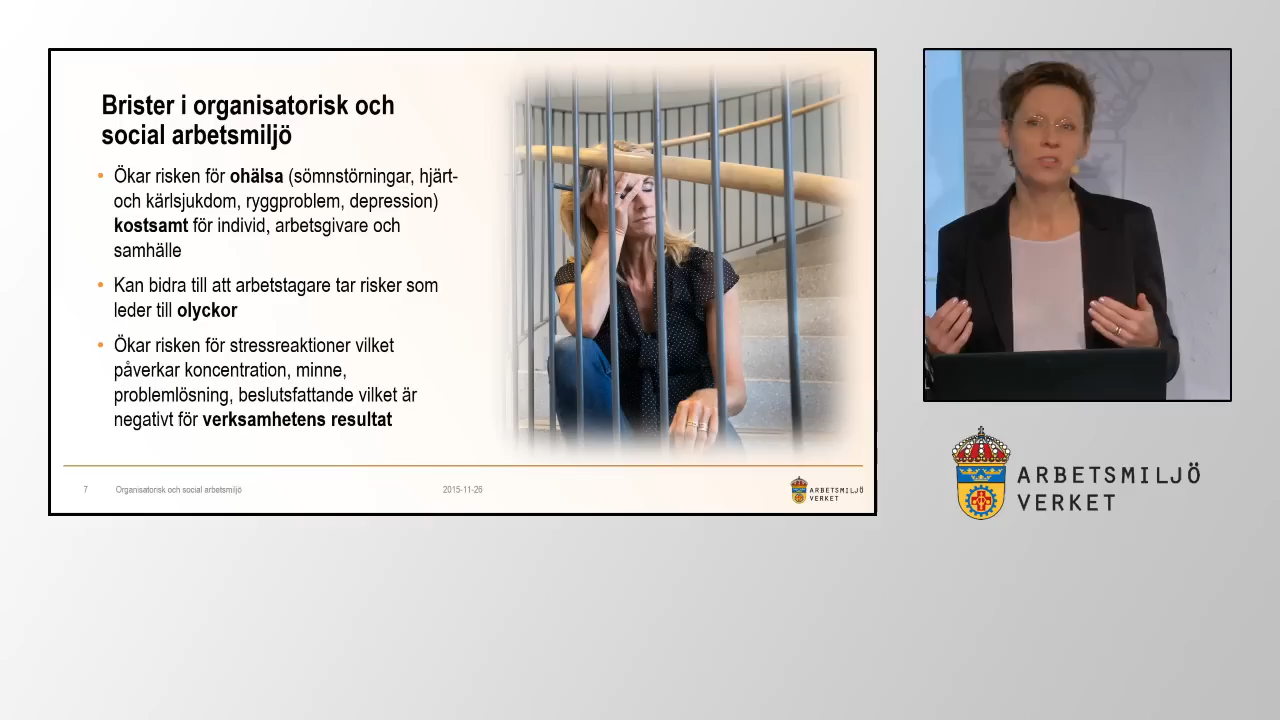 Brister i organisatorisk och
social arbetsmiljö
• Ökar risken för ohälsa (sömnstörningar, hjärt-
och kärlsjukdom, ryggproblem, depression)
kostsamt för individ, arbetsgivare och
samhälle
• Kan bidra till att arbetstagare tar risker som
leder till olyckor
• Ökar risken för stressreaktioner vilket
påverkar koncentration, minne,
problemlösning, beslutsfattande vilket är
negativt för verksamhetens resultat
7 Organisatorisk och social arbetsmiljö 2015-11-26
ARBETSMILJÖ
VERKET
ARBETSMILJÖ
VERKET